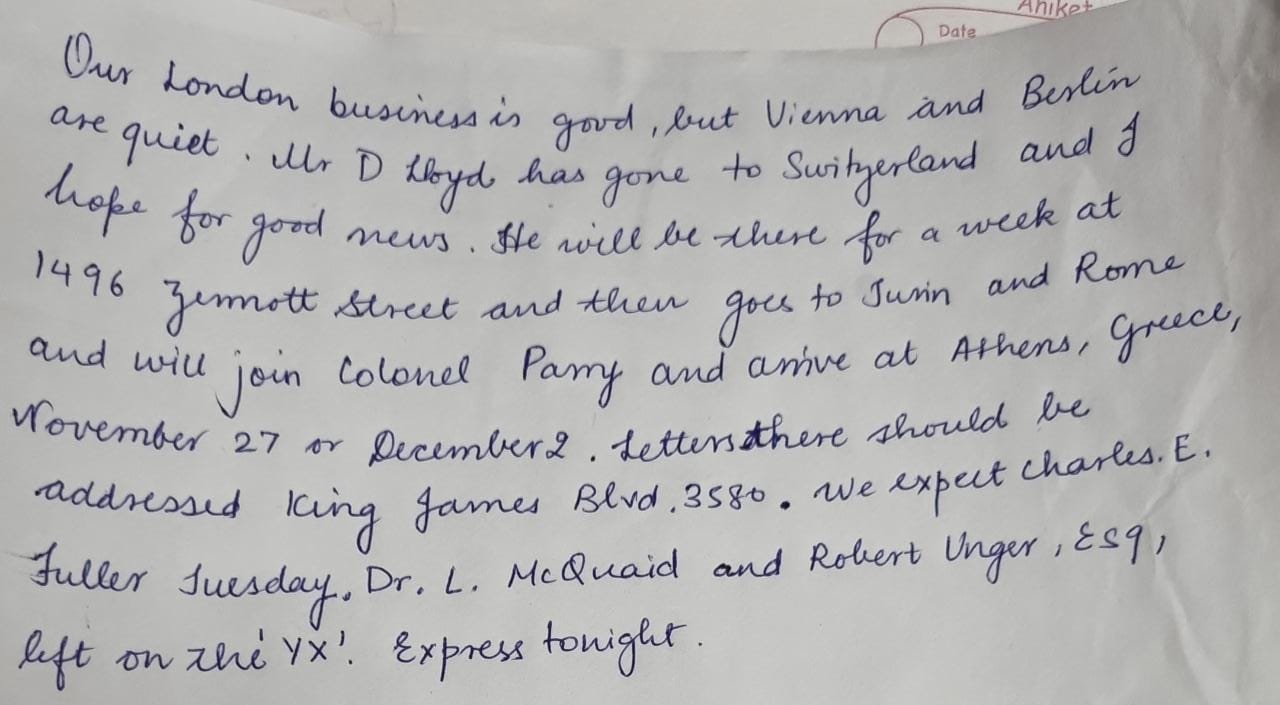 Aniket
Date
Our London business is good, but Vienna and Berlin
are quiet. Mr D Lloyd has gone to Switzerland and I
hope for good news. He will be there for a week at
1496 Zermott Street and then goes to Turin and Rome
and will join Colonel Parry and arrive at Athens, Greece,
November 27 or December 2. Letters there should be
addressed King James Blvd. 3580. We expect Charles. E.
Fuller Tuesday. Dr. L. McQuaid and Robert Unger, Esq,
left on the 'YX'. Express tonight.